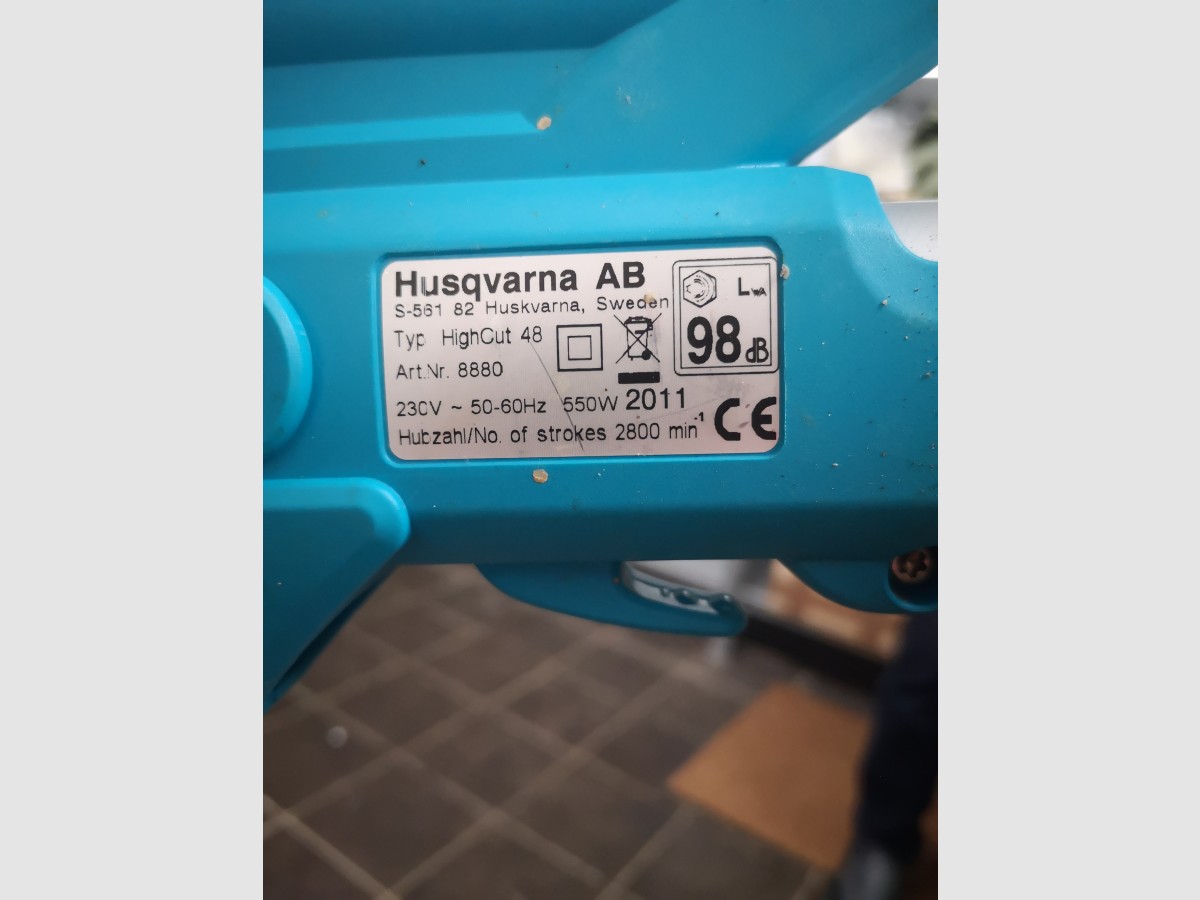 Husqvarna AB
S-561 82 Huskvarna, Sweden
Typ HighCut 48
Art.Nr. 8880
230V ~ 50-60Hz 550W 2011
Hubzahl/No. of strokes 2800 min⁻¹
LWA
98 dB
CE